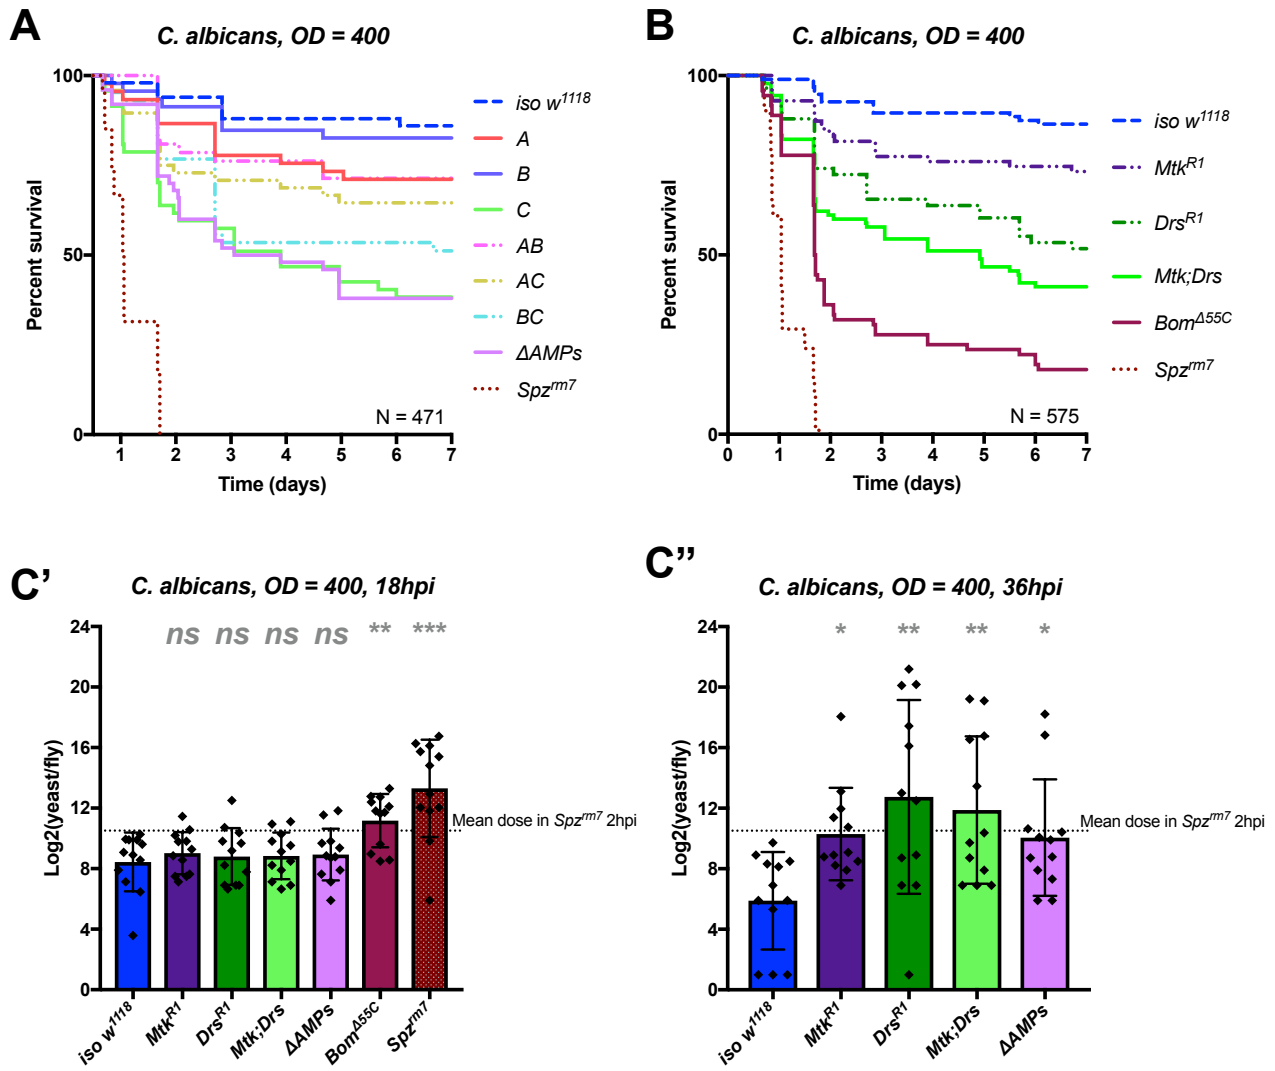 A
C. albicans, OD = 400
Percent survival
100
50
0
1 2 3 4 5 6 7
Time (days)
N = 471
iso w1118
A
B
C
AB
AC
BC
ΔAMPs
Spzrm7
B
C. albicans, OD = 400
Percent survival
100
50
0
0 1 2 3 4 5 6 7
Time (days)
N = 575
iso w1118
MtkR1
DrsR1
Mtk;Drs
BomΔ55C
Spzrm7
C'
C. albicans, OD = 400, 18hpi
Log2(yeast/fly)
24
20
16
12
8
4
0
ns ns ns ns ** ***
Mean dose in Spzrm7 2hpi
iso w1118
MtkR1
DrsR1
Mtk;Drs
ΔAMPs
BomΔ55C
Spzrm7
C"
C. albicans, OD = 400, 36hpi
Log2(yeast/fly)
24
20
16
12
8
4
0
* ** ** *
Mean dose in Spzrm7 2hpi
iso w1118
MtkR1
DrsR1
Mtk;Drs
ΔAMPs